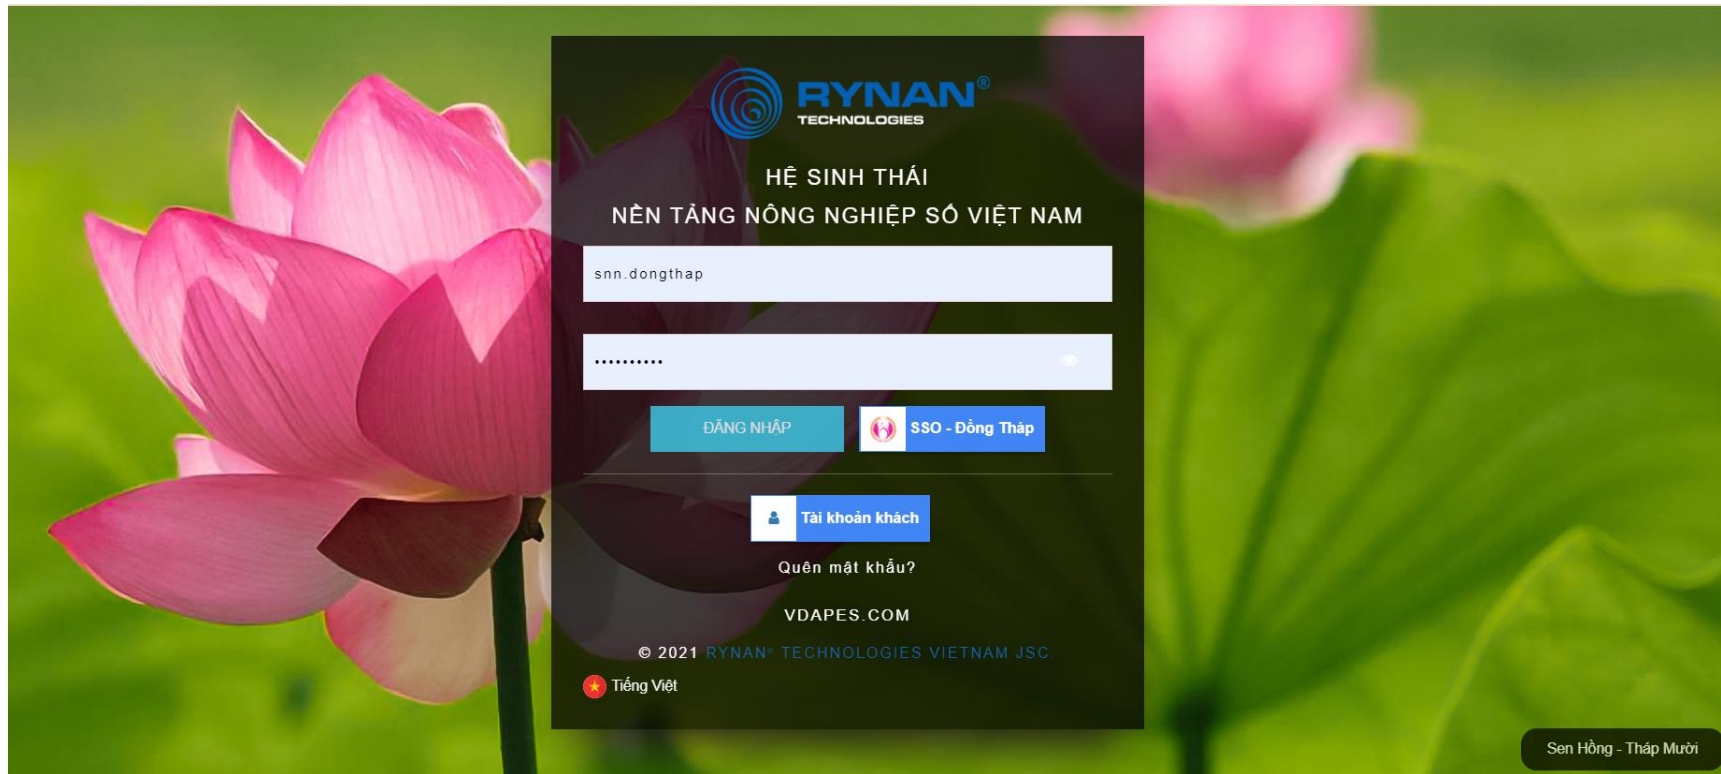 RYNAN®
TECHNOLOGIES
HỆ SINH THÁI
NỀN TẢNG NÔNG NGHIỆP SỐ VIỆT NAM
snn.dongthap
••••••••••
ĐĂNG NHẬP
SSO - Đồng Tháp
Tài khoản khách
Quên mật khẩu?
VDAPES.COM
© 2021 RYNAN® TECHNOLOGIES VIETNAM JSC.
Tiếng Việt
Sen Hồng - Tháp Mười